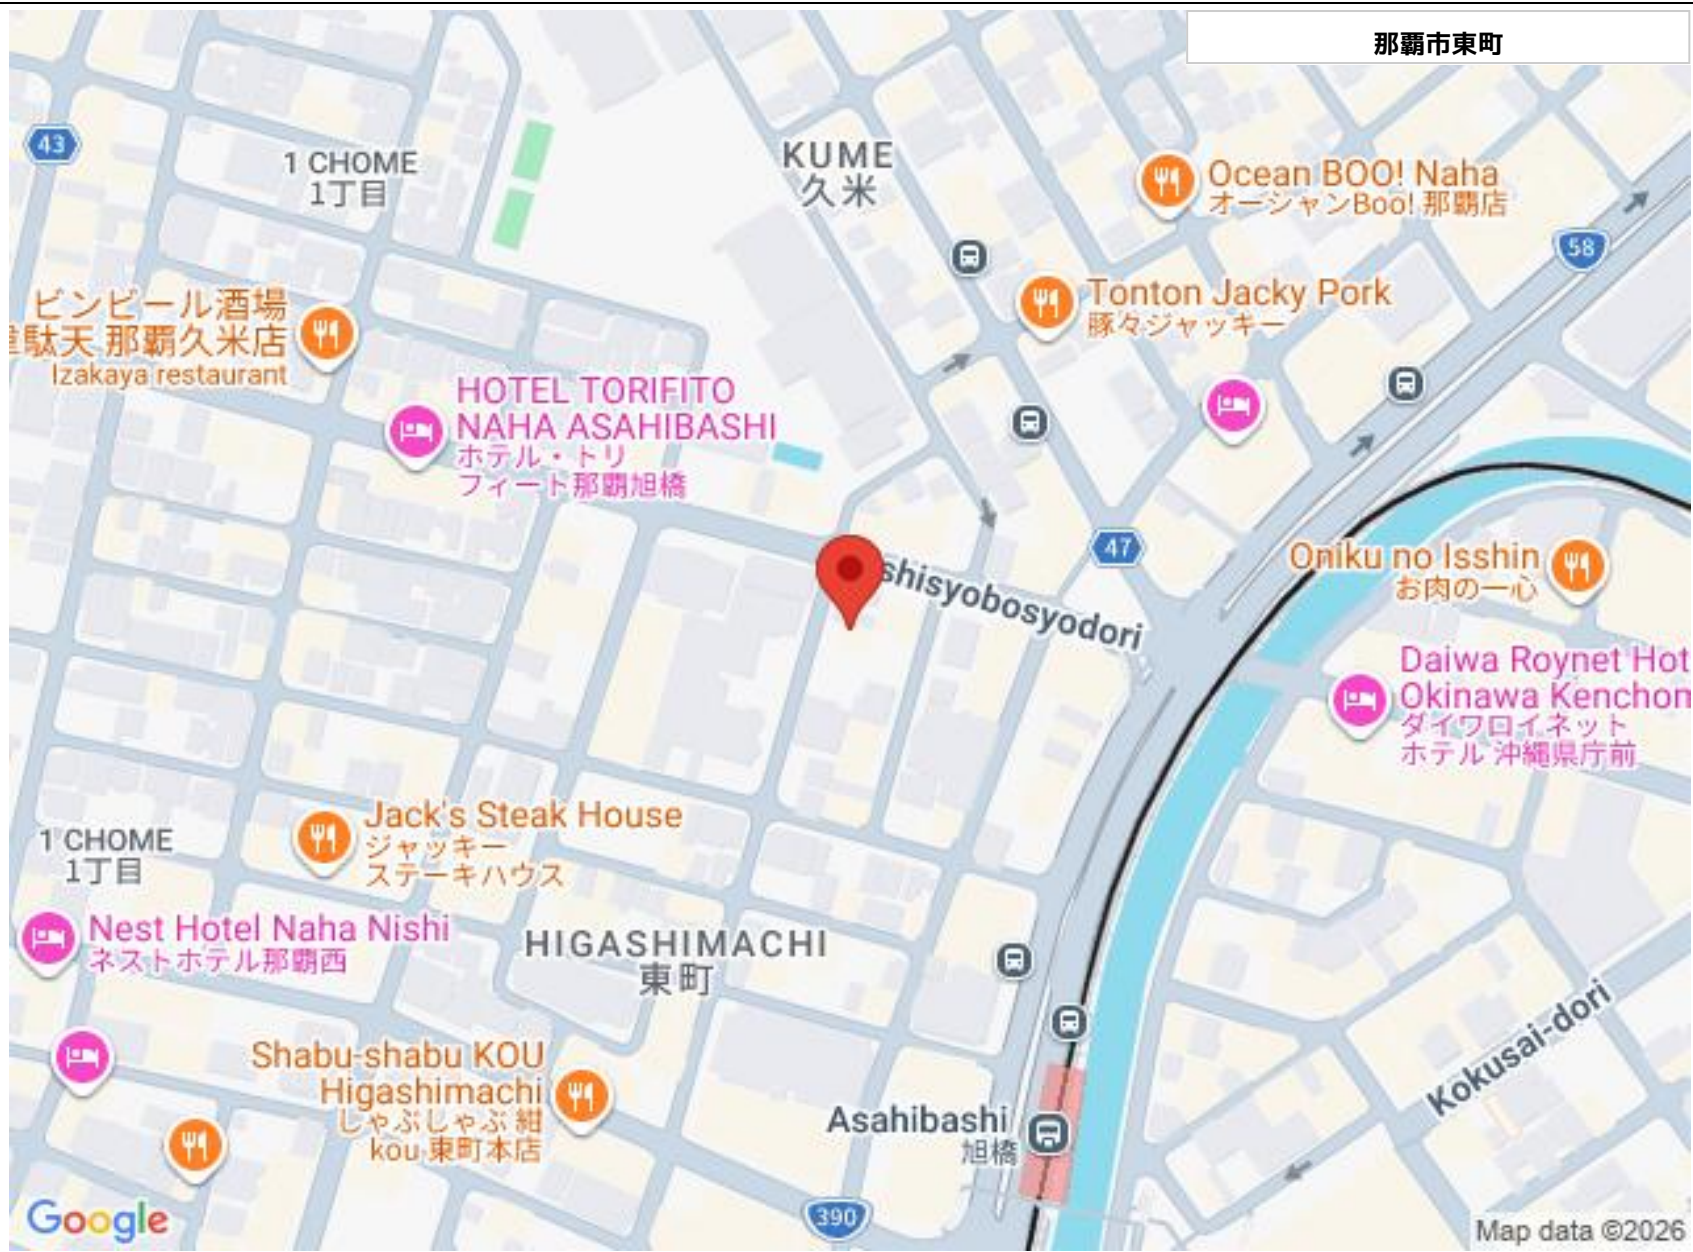 那覇市東町
43
1 CHOME
1丁目
KUME
久米
Ocean BOO! Naha
オーシャンBoo! 那覇店
58
Tonton Jacky Pork
豚々ジャッキー
ビンビール酒場
駄天 那覇久米店
Izakaya restaurant
HOTEL TORIFITO
NAHA ASAHIBASHI
ホテル・トリ
フィート那覇旭橋
47
shisyobosyodori
Oniku no Isshin
お肉の一心
Daiwa Roynet Hot
Okinawa Kenchom
ダイワロイネット
ホテル 沖縄県庁前
Jack's Steak House
ジャッキー
ステーキハウス
1 CHOME
1丁目
Nest Hotel Naha Nishi
ネストホテル那覇西
HIGASHIMACHI
東町
Kokusai-dori
Shabu-shabu KOU
Higashimachi
しゃぶしゃぶ 紺
kou 東町本店
Asahibashi
旭橋
390
Google
Map data ©2026